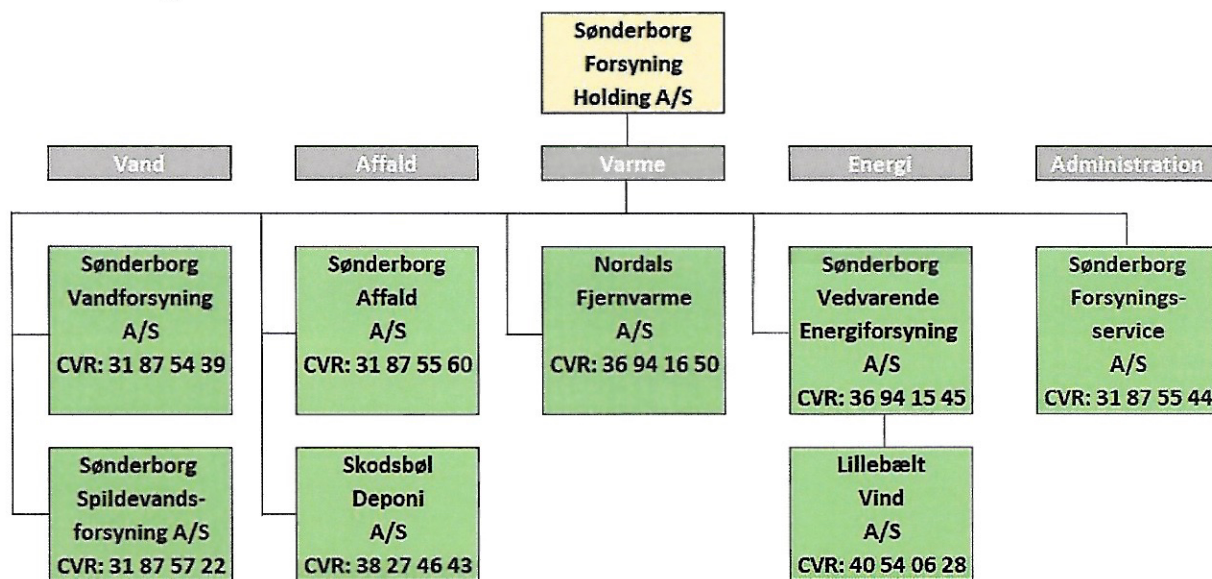 Sønderborg
Forsyning
Holding A/S
Vand
Affald
Varme
Energi
Administration
Sønderborg
Vandforsyning
A/S
CVR: 31 87 54 39
Sønderborg
Affald
A/S
CVR: 31 87 55 60
Nordals
Fjernvarme
A/S
CVR: 36 94 16 50
Sønderborg
Vedvarende
Energiforsyning
A/S
CVR: 36 94 15 45
Sønderborg
Forsynings-
service
A/S
CVR: 31 87 55 44
Sønderborg
Spildevands-
forsyning A/S
CVR: 31 87 57 22
Skodsbøl
Deponi
A/S
CVR: 38 27 46 43
Lillebælt
Vind
A/S
CVR: 40 54 06 28